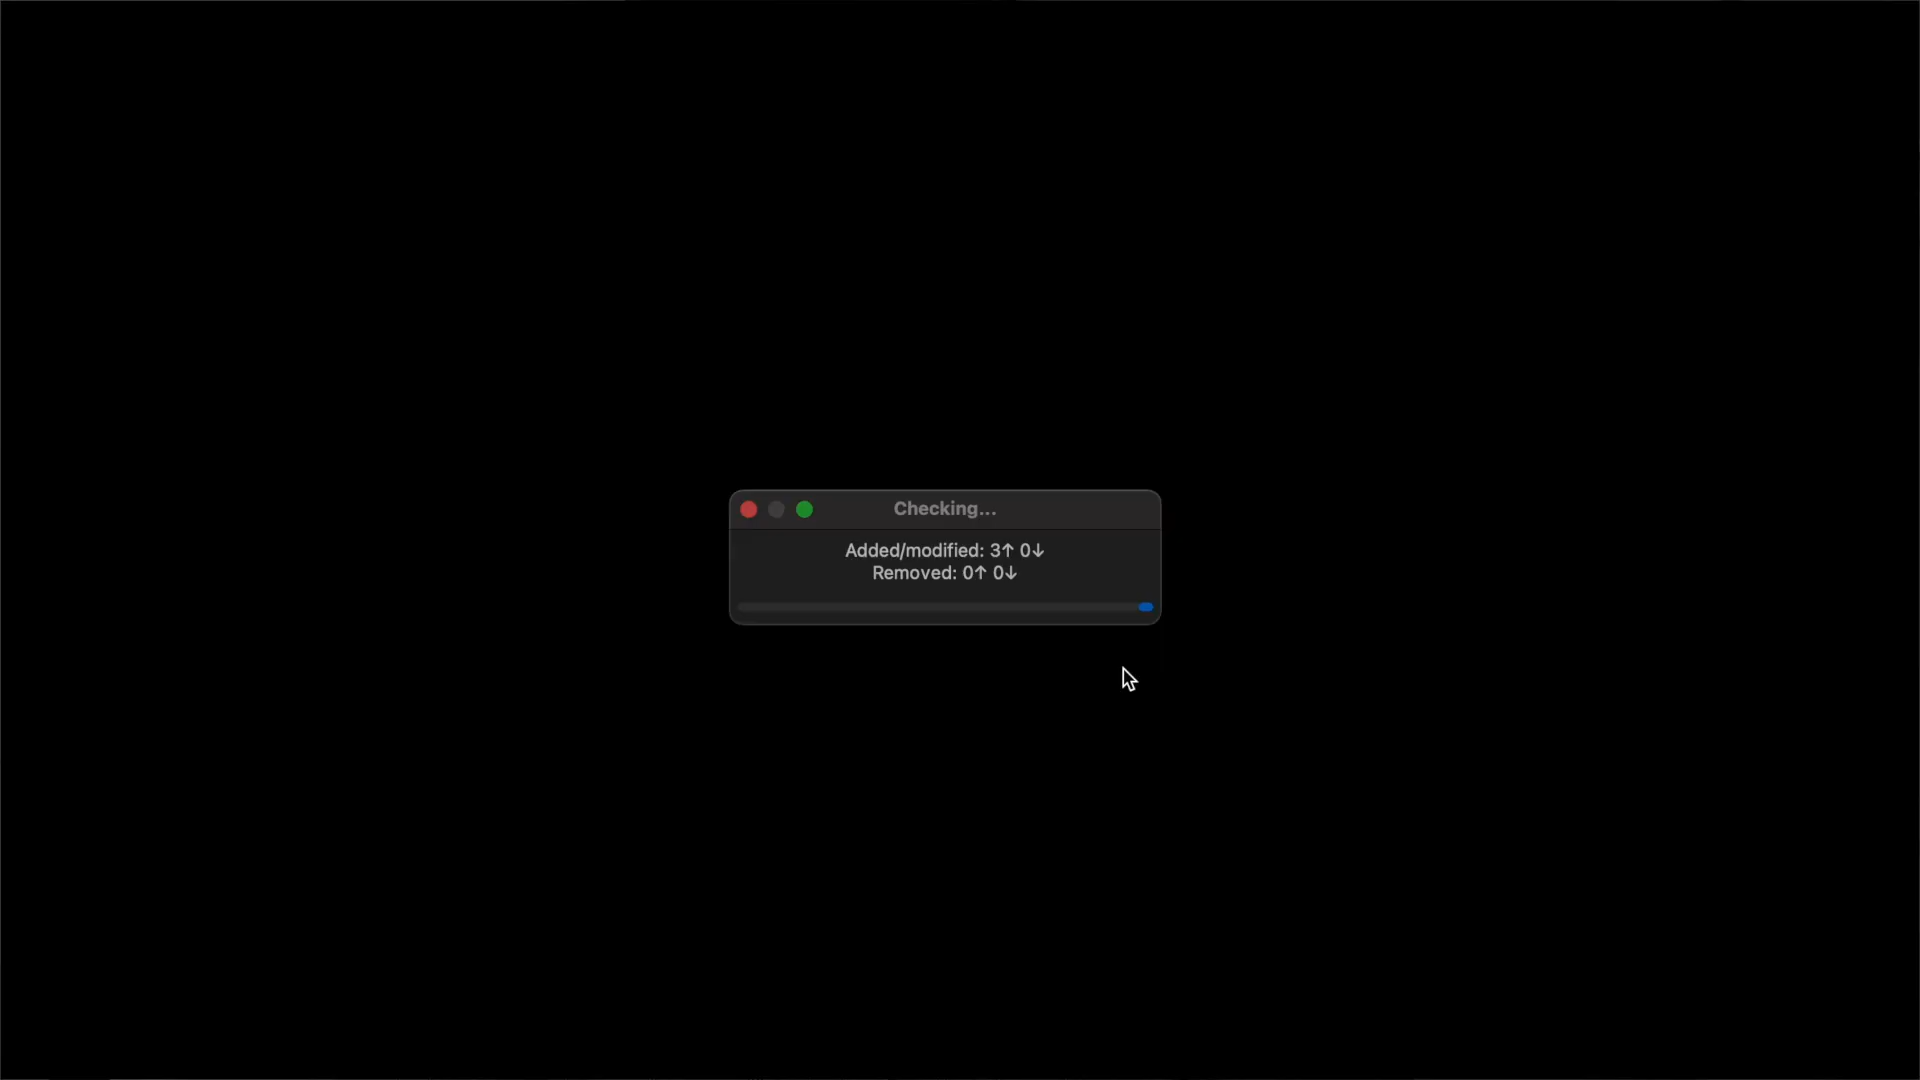 Checking...
Added/modified: 3↑ 0↓
Removed: 0↑ 0↓